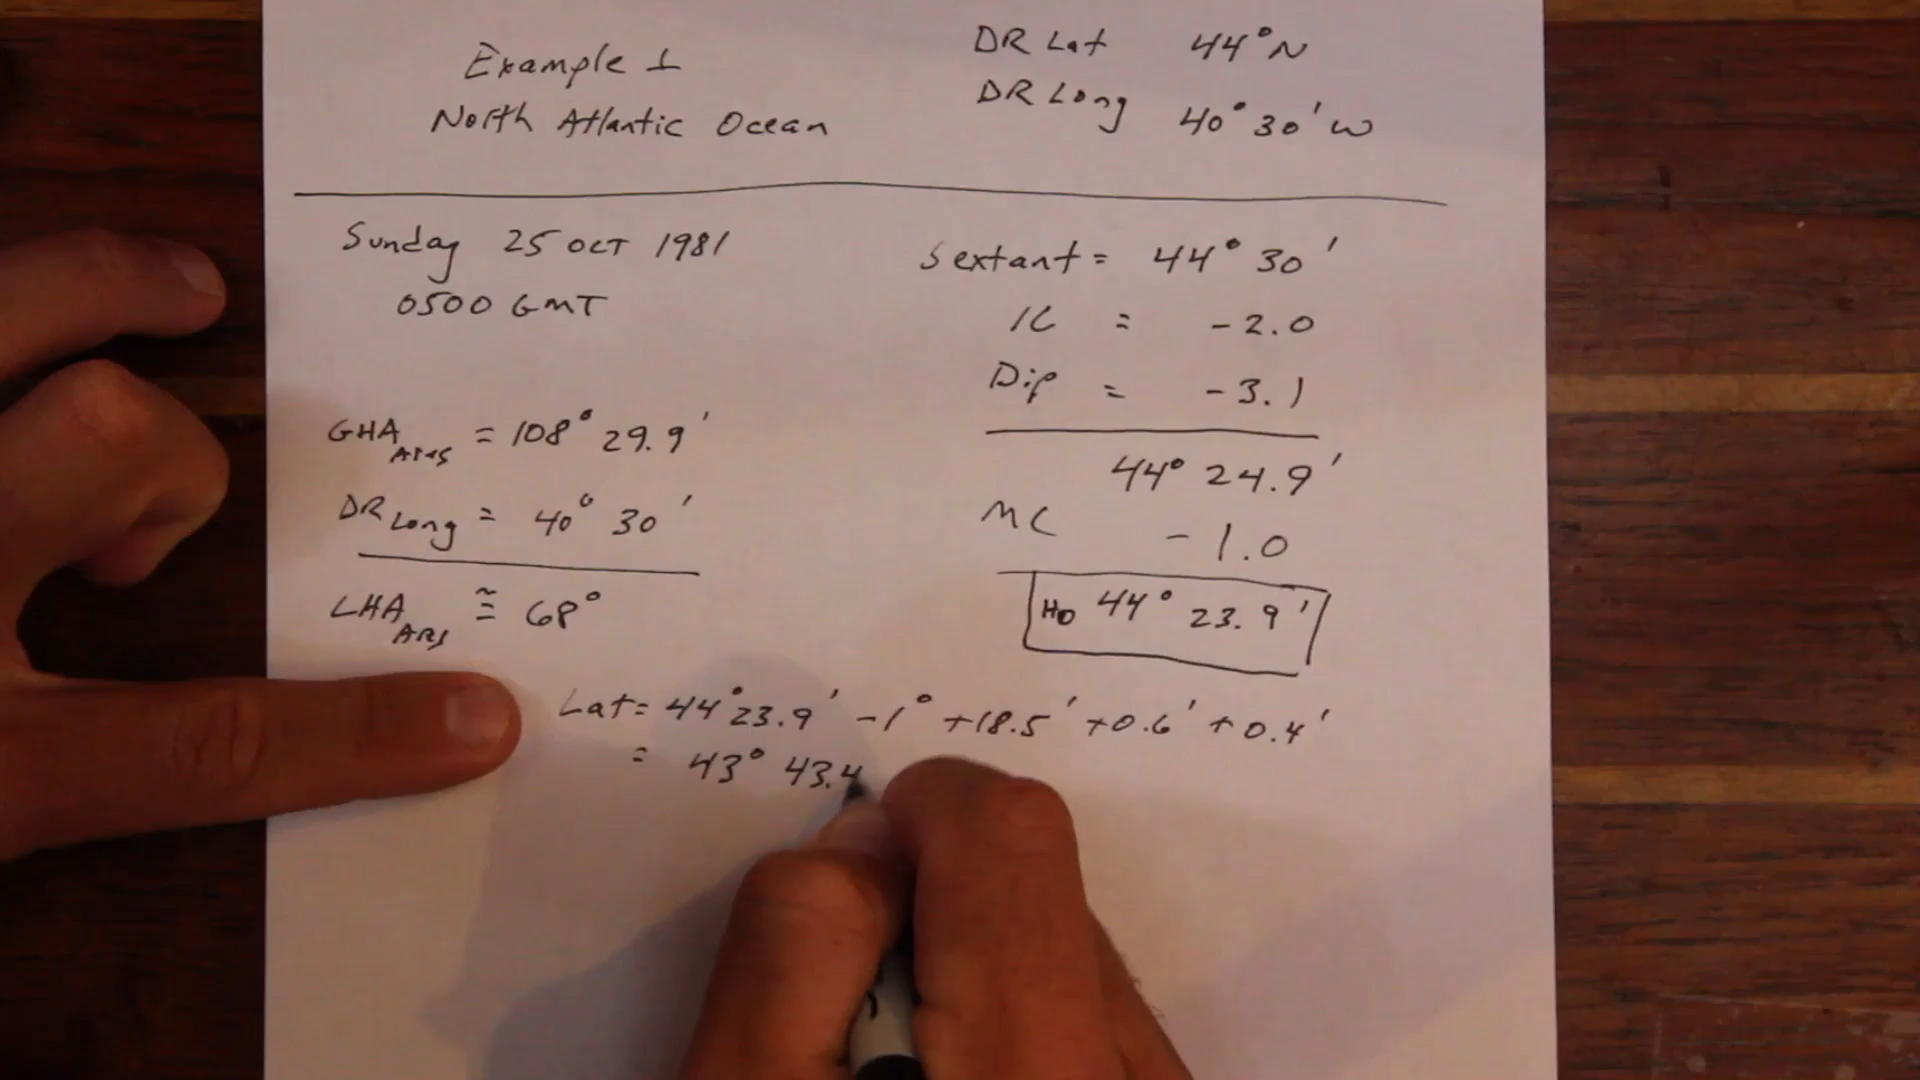 Example 1
North Atlantic Ocean
DR Lat 44° N
DR Long 40° 30' W
Sunday 25 OCT 1981
0500 GMT
GHA Aries = 108° 29.9'
DR Long = 40° 30'
LHA ARS ≅ 68°
Sextant = 44° 30'
IC = -2.0
Dip = -3.1
44° 24.9'
MC -1.0
Ho 44° 23.9'
Lat = 44° 23.9' -1° +18.5' +0.6' +0.4'
= 43° 43.4